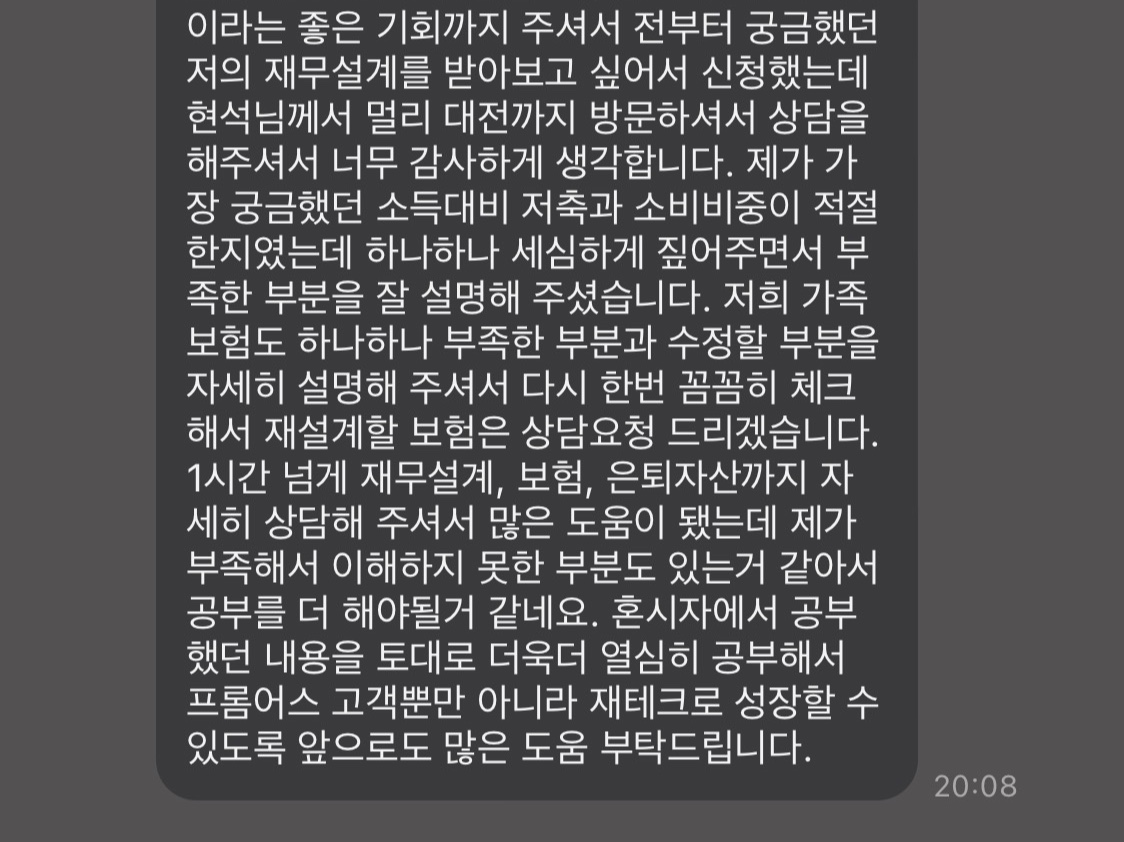 이라는 좋은 기회까지 주셔서 전부터 궁금했던
저의 재무설계를 받아보고 싶어서 신청했는데
현석님께서 멀리 대전까지 방문하셔서 상담을
해주셔서 너무 감사하게 생각합니다. 제가 가
장 궁금했던 소득대비 저축과 소비비중이 적절
한지였는데 하나하나 세심하게 짚어주면서 부
족한 부분을 잘 설명해 주셨습니다. 저희 가족
보험도 하나하나 부족한 부분과 수정할 부분을
자세히 설명해 주셔서 다시 한번 꼼꼼히 체크
해서 재설계할 보험은 상담요청 드리겠습니다.
1시간 넘게 재무설계, 보험, 은퇴자산까지 자
세히 상담해 주셔서 많은 도움이 됐는데 제가
부족해서 이해하지 못한 부분도 있는거 같아서
공부를 더 해야될거 같네요. 혼시자에서 공부
했던 내용을 토대로 더욱더 열심히 공부해서
프롬어스 고객뿐만 아니라 재테크로 성장할 수
있도록 앞으로도 많은 도움 부탁드립니다.
20:08